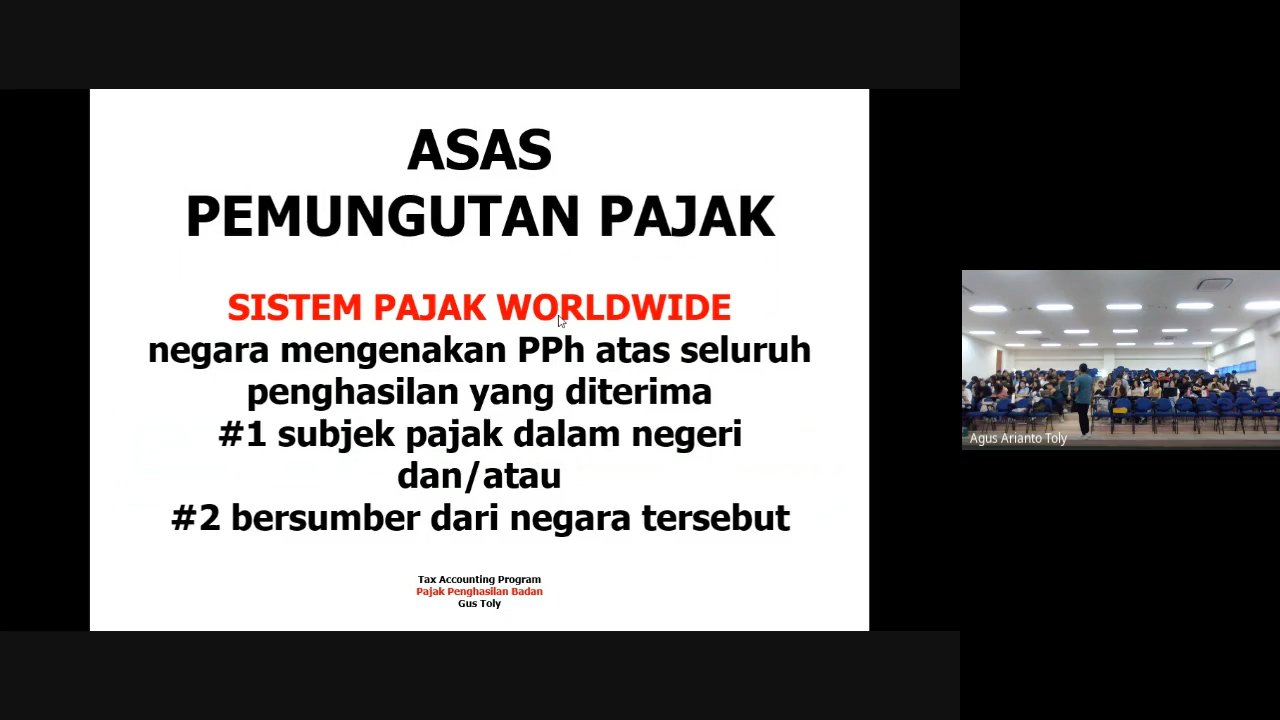 ASAS
PEMUNGUTAN PAJAK
SISTEM PAJAK WORLDWIDE
negara mengenakan PPh atas seluruh
penghasilan yang diterima
#1 subjek pajak dalam negeri
dan/atau
#2 bersumber dari negara tersebut
Tax Accounting Program
Pajak Penghasilan Badan
Gus Toly
Agus Arianto Toly